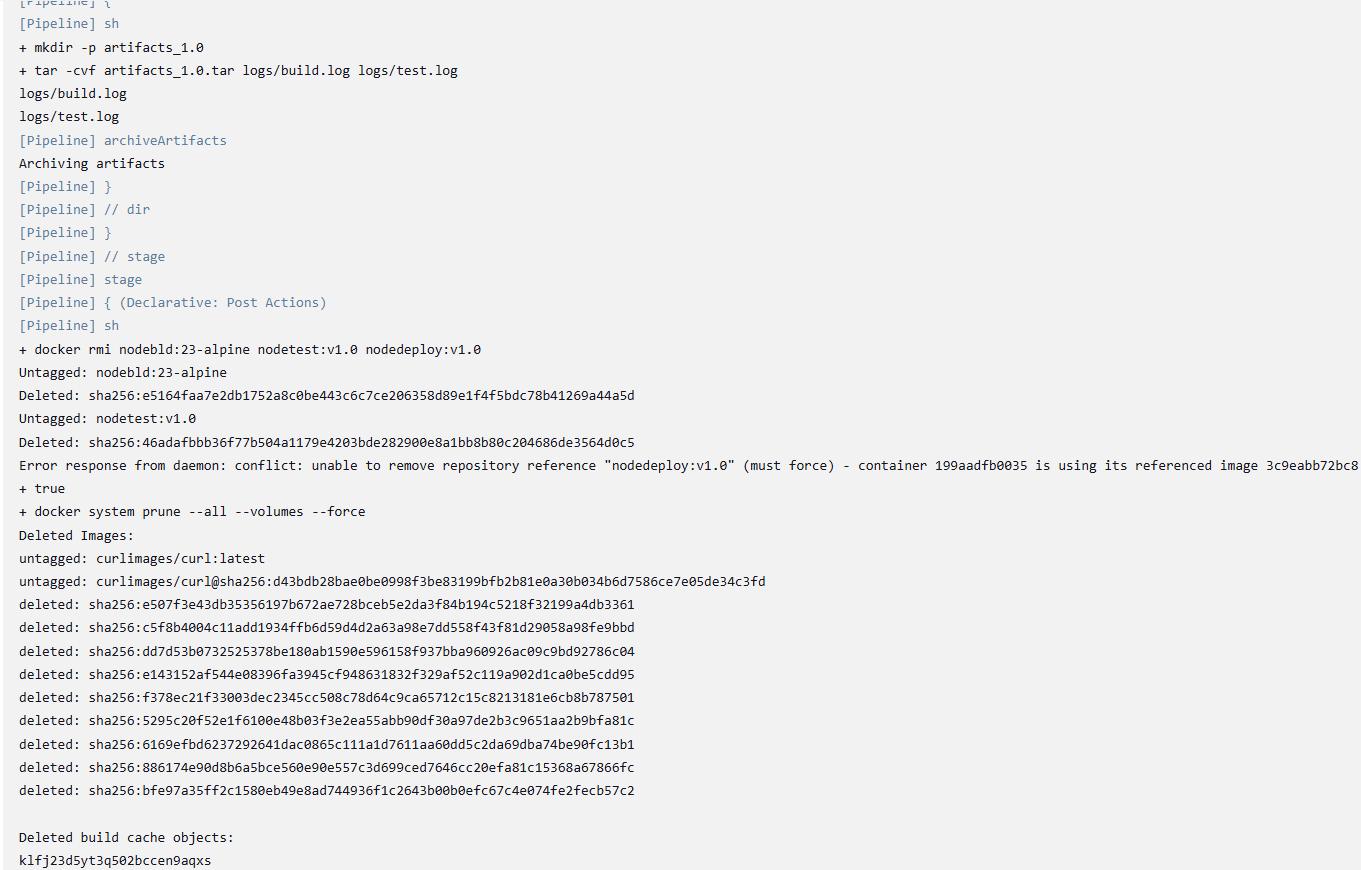 [Pipeline] {
[Pipeline] sh
+ mkdir -p artifacts_1.0
+ tar -cvf artifacts_1.0.tar logs/build.log logs/test.log
logs/build.log
logs/test.log
[Pipeline] archiveArtifacts
Archiving artifacts
[Pipeline] }
[Pipeline] // dir
[Pipeline] }
[Pipeline] // stage
[Pipeline] stage
[Pipeline] { (Declarative: Post Actions)
[Pipeline] sh
+ docker rmi nodebld:23-alpine nodetest:v1.0 nodedeploy:v1.0
Untagged: nodebld:23-alpine
Deleted: sha256:e5164faa7e2db1752a8c0be443c6c7ce206358d89e1f4f5bdc78b41269a44a5d
Untagged: nodetest:v1.0
Deleted: sha256:46adafbbb36f77b504a1179e4203bde282900e8a1bb8b80c204686de3564d0c5
Error response from daemon: conflict: unable to remove repository reference "nodedeploy:v1.0" (must force) - container 199aadfb0035 is using its referenced image 3c9eabb72bc8
+ true
+ docker system prune --all --volumes --force
Deleted Images:
untagged: curlimages/curl:latest
untagged: curlimages/curl@sha256:d43bdb28bae0be0998f3be83199bfb2b81e0a30b034b6d7586ce7e05de34c3fd
deleted: sha256:e507f3e43db35356197b672ae728bceb5e2da3f84b194c5218f32199a4db3361
deleted: sha256:c5f8b4004c11add1934ffb6d59d4d2a63a98e7dd558f43f81d29058a98fe9bbd
deleted: sha256:dd7d53b0732525378be180ab1590e596158f937bba960926ac09c9bd92786c04
deleted: sha256:e143152af544e08396fa3945cf948631832f329af52c119a902d1ca0be5cdd95
deleted: sha256:f378ec21f33003dec2345cc508c78d64c9ca65712c15c8213181e6cb8b787501
deleted: sha256:5295c20f52e1f6100e48b03f3e2ea55abb90df30a97de2b3c9651aa2b9bfa81c
deleted: sha256:6169efbd6237292641dac0865c111a1d7611aa60dd5c2da69dba74be90fc13b1
deleted: sha256:886174e90d8b6a5bce560e90e557c3d699ced7646cc20efa81c15368a67866fc
deleted: sha256:bfe97a35ff2c1580eb49e8ad744936f1c2643b00b0efc67c4e074fe2fecb57c2
Deleted build cache objects:
klfj23d5yt3q502bccen9aqxs